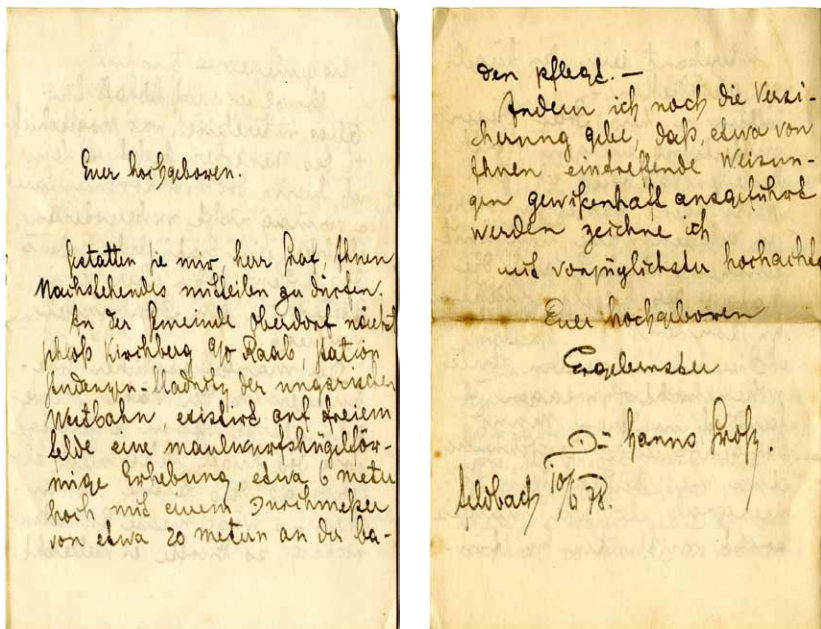 Euer Hochgeboren.
Gestatten sie mir, Herr Graf, Ihnen
Nachstehendes mitteilen zu dürfen.
In der Gemeinde Oberdorf nächst
schloß Kirchberg a/o Raab, station
der ungarischen
Westbahn, existirt auf freiem
felde eine maulwurfshügelför-
mige Erhebung, etwa 6 meter
hoch mit einem Durchmeßer
von etwa 20 metern an der ba-
den pflegt. —
Indem ich noch die Versi-
cherung gebe, daß, etwa von
Ihnen eintreffende Weisun-
gen gewißenhaft ausgeführt
werden zeichne ich
mit vorzüglichster hochachtg
Euer hochgeboren
Ergebenster
Dr Hanns Groß.
feldbach 10/6 78.